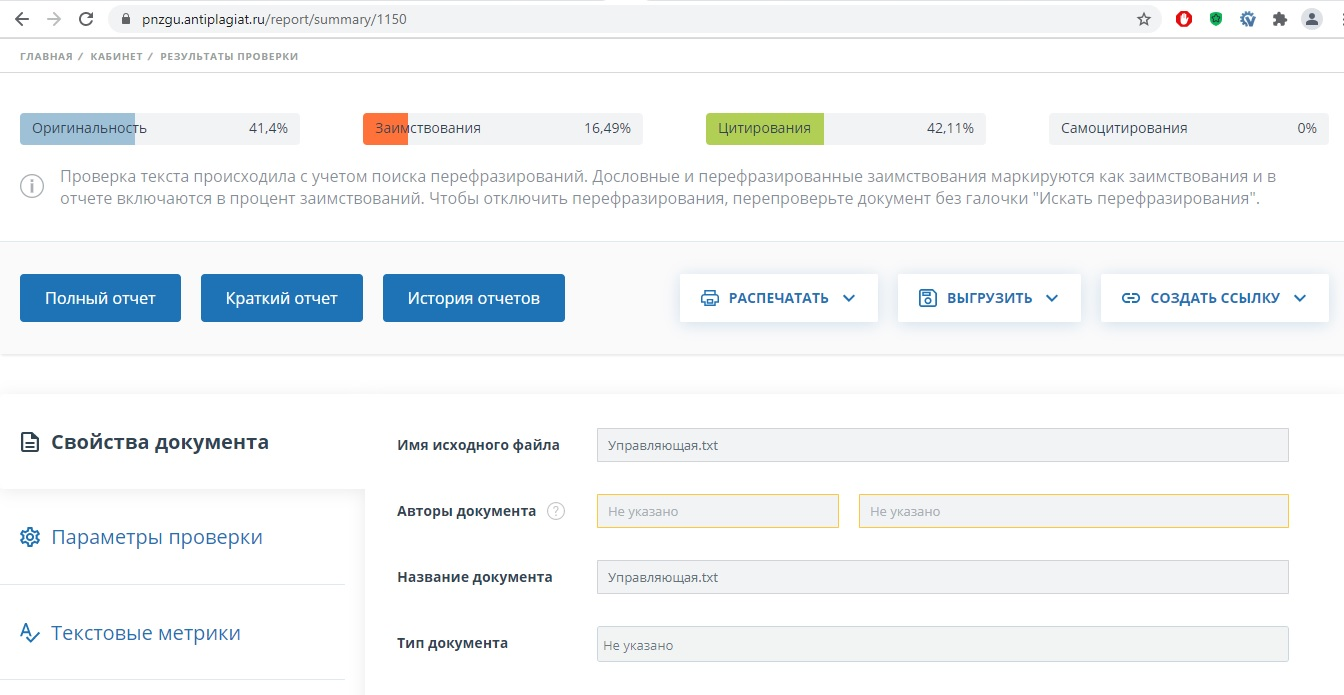 pnzgu.antiplagiat.ru/report/summary/1150
ГЛАВНАЯ / КАБИНЕТ / РЕЗУЛЬТАТЫ ПРОВЕРКИ
Оригинальность 41,4% Заимствования 16,49% Цитирования 42,11% Самоцитирования 0%
Проверка текста происходила с учетом поиска перефразирований. Дословные и перефразированные заимствования маркируются как заимствования и в
отчете включаются в процент заимствований. Чтобы отключить перефразирования, перепроверьте документ без галочки "Искать перефразирования".
Полный отчет Краткий отчет История отчетов РАСПЕЧАТАТЬ ВЫГРУЗИТЬ СОЗДАТЬ ССЫЛКУ
Свойства документа
Параметры проверки
Текстовые метрики
Имя исходного файла Управляющая.txt
Авторы документа ? Не указано Не указано
Название документа Управляющая.txt
Тип документа Не указано